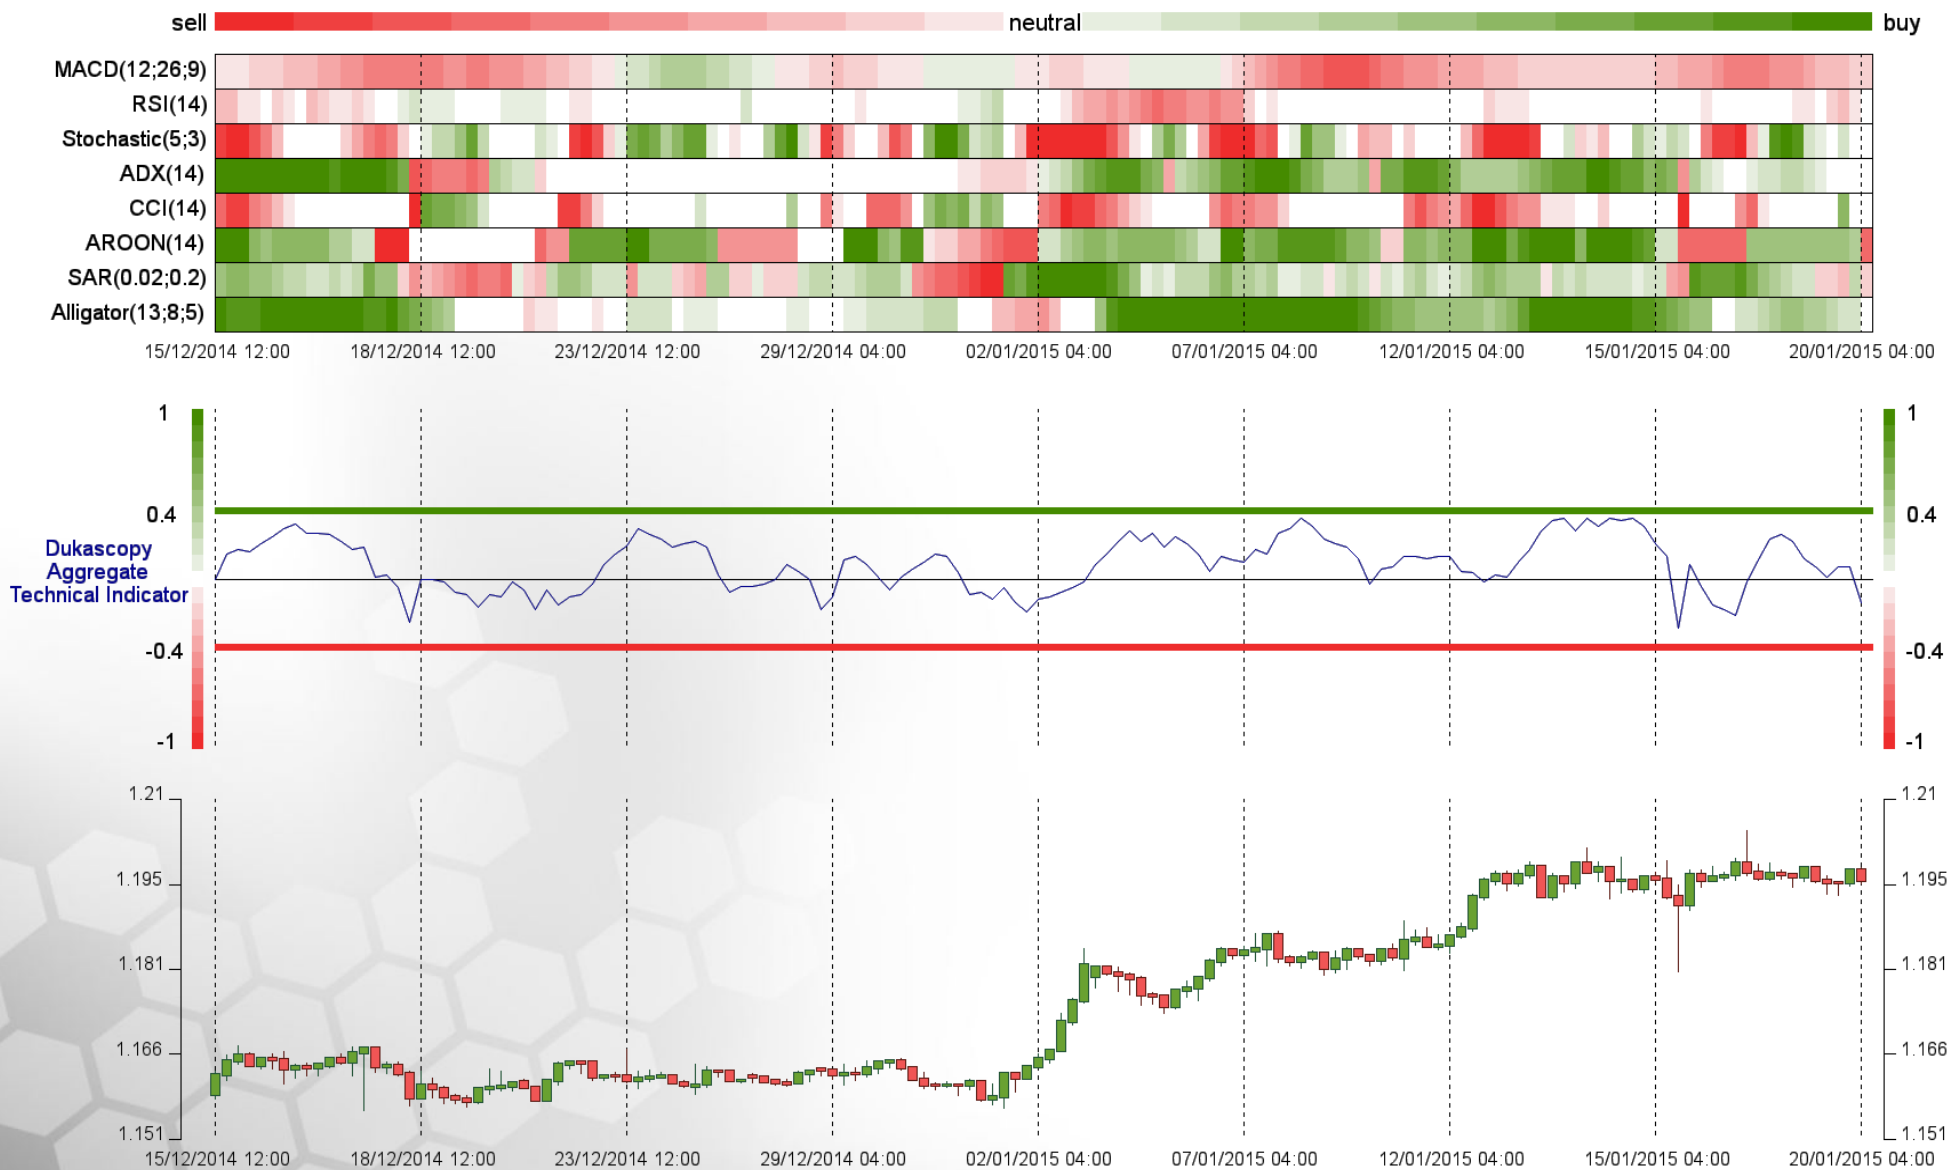 sell neutral buy
MACD(12;26;9)
RSI(14)
Stochastic(5;3)
ADX(14)
CCI(14)
AROON(14)
SAR(0.02;0.2)
Alligator(13;8;5)
15/12/2014 12:00 18/12/2014 12:00 23/12/2014 12:00 29/12/2014 04:00 02/01/2015 04:00 07/01/2015 04:00 12/01/2015 04:00 15/01/2015 04:00 20/01/2015 04:00
1 1
0.4 0.4
Dukascopy
Aggregate
Technical Indicator
-0.4 -0.4
-1 -1
1.21 1.21
1.195 1.195
1.181 1.181
1.166 1.166
1.151 1.151
15/12/2014 12:00 18/12/2014 12:00 23/12/2014 12:00 29/12/2014 04:00 02/01/2015 04:00 07/01/2015 04:00 12/01/2015 04:00 15/01/2015 04:00 20/01/2015 04:00